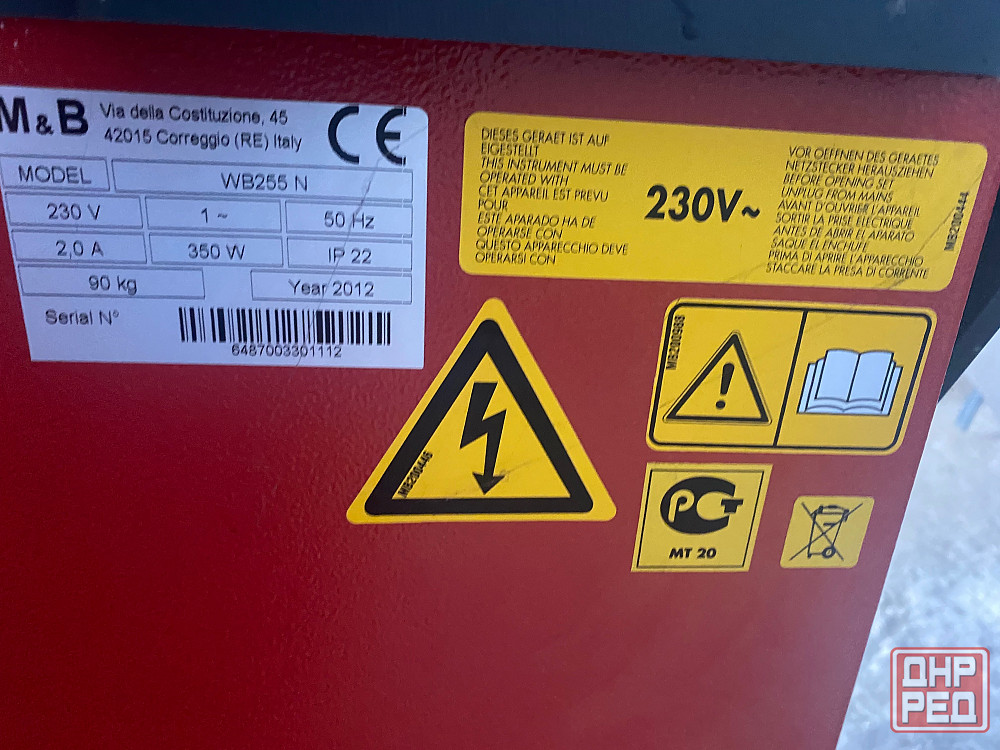 M & B
Via della Costituzione, 45
42015 Correggio (RE) Italy
CE
MODEL
WB255 N
230 V
1 ~
50 Hz
2,0 A
350 W
IP 22
90 kg
Year 2012
Serial N°
6487003301112
DIESES GERAET IST AUF
EIGESTELLT
THIS INSTRUMENT MUST BE
OPERATED WITH
CET APPAREIL EST PREVU
POUR
ESTE APARADO HA DE
OPERARSE CON
QUESTO APPARECCHIO DEVE
OPERARSI CON
230V~
VOR OEFFNEN DES GERAETES
NETZSTECKER HERAUSZIEHEN
BEFORE OPENING SET
UNPLUG FROM MAINS
AVANT D'OUVRIR L'APPAREIL
SORTIR LA PRISE ELECTRIQUE
ANTES DE ABRIR EL APARATO
SAQUE EL ENCHUFE
PRIMA DI APRIRE L'APPARECCHIO
STACCARE LA PRESA DI CORRENTE
MB200444
MB200988
MB200446
РСТ
MT 20
ДНР
РЕД